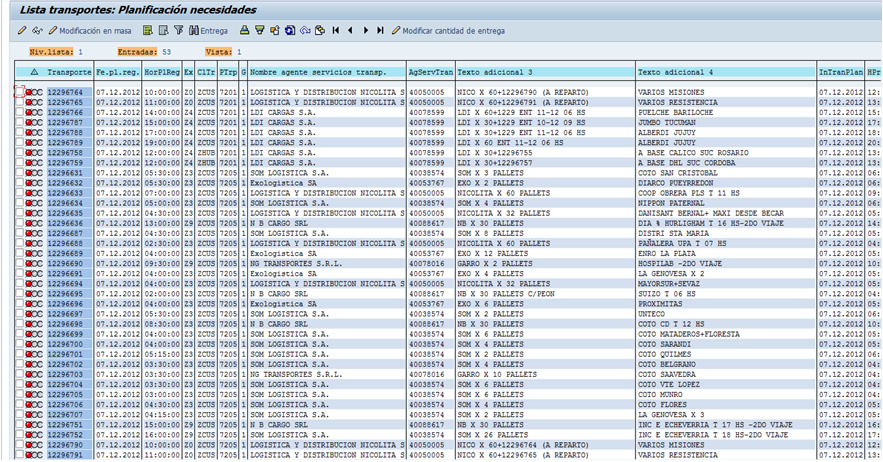 Lista transportes: Planificación necesidades
Modificación en masa Entrega Modificar cantidad de entrega
Niv.lista: 1 Entradas: 53 Vista: 1
Transporte Fe.pl.reg. HorPlReg Ex ClTr PTrp G Nombre agente servicios transp. AgServTran Texto adicional 3 Texto adicional 4 InTranPlan HPr
12296764 07.12.2012 10:00:00 Z0 ZCUS 7201 1 LOGISTICA Y DISTRIBUCION NICOLITA S 40050005 NICO X 60+12296790 (A REPARTO) VARIOS MISIONES 07.12.2012 12:
12296765 07.12.2012 11:00:00 Z0 ZCUS 7201 1 LOGISTICA Y DISTRIBUCION NICOLITA S 40050005 NICO X 60+12296791 (A REPARTO) VARIOS RESISTENCIA 07.12.2012 13:
12296766 07.12.2012 14:00:00 Z4 ZCUS 7201 1 LDI CARGAS S.A. 40078599 LDI X 60+1229 ENT 11-12 06 HS PUELCHE BARILOCHE 07.12.2012
12296787 07.12.2012 15:00:00 Z4 ZCUS 7201 1 LDI CARGAS S.A. 40078599 LDI X 30+1229 ENT 10-12 09 HS JUMBO TUCUMAN 07.12.2012
12296788 07.12.2012 17:00:00 Z4 ZCUS 7201 1 LDI CARGAS S.A. 40078599 LDI X 30+1229 ENT 11-12 06 HS ALBERDI JUJUY 07.12.2012
12296789 07.12.2012 19:00:00 Z4 ZCUS 7201 1 LDI CARGAS S.A. 40078599 LDI X 60 ENT 11-12 06 HS ALBERDI JUJUY 07.12.2012
12296758 07.12.2012 12:00:00 Z4 ZHUB 7201 1 LDI CARGAS S.A. 40078599 LDI X 30+12296755 A BASE CALICO SUC ROSARIO 07.12.2012
12296759 07.12.2012 12:00:00 Z4 ZHUB 7201 1 LDI CARGAS S.A. 40078599 LDI X 30+12296757 A BASE DHL SUC CORDOBA 07.12.2012
12296631 07.12.2012 05:00:00 Z3 ZCUS 7205 1 SOM LOGISTICA S.A. 40038574 SOM X 3 PALLETS COTO SAN CRISTOBAL 07.12.2012
12296632 07.12.2012 05:30:00 Z3 ZCUS 7205 1 Exologistica SA 40053767 EXO X 2 PALLETS DIARCO PUEYRREDON 07.12.2012
12296633 07.12.2012 07:00:00 Z3 ZCUS 7205 1 LOGISTICA Y DISTRIBUCION NICOLITA S 40050005 NICOLITA X 60 PALLETS COOP OBRERA PLS T 11 HS 07.12.2012
12296634 07.12.2012 05:00:00 Z3 ZCUS 7205 1 SOM LOGISTICA S.A. 40038574 SOM X 4 PALLETS NIPPON PATERNAL 07.12.2012
12296635 07.12.2012 04:30:00 Z3 ZCUS 7205 1 LOGISTICA Y DISTRIBUCION NICOLITA S 40050005 NICOLITA X 32 PALLETS DANISANT BERNAL+ MAXI DESDE BECAR 07.12.2012
12296636 07.12.2012 13:00:00 Z9 ZCUS 7205 1 N B CARGO SRL 40088617 NB X 30 PALLETS DIA % HURLIGHAM T 16 HS-2DO VIAJE 07.12.2012
12296687 07.12.2012 04:30:00 Z3 ZCUS 7205 1 SOM LOGISTICA S.A. 40038574 SOM X 8 PALLETS DISTRI STA MARIA 07.12.2012
12296688 07.12.2012 02:30:00 Z3 ZCUS 7205 1 LOGISTICA Y DISTRIBUCION NICOLITA S 40050005 NICOLITA X 60 PALLETS PAÑALERA UPA T 07 HS 07.12.2012
12296689 07.12.2012 04:00:00 Z3 ZCUS 7205 1 Exologistica SA 40053767 EXO X 12 PALLETS ENRO LA PLATA 07.12.2012
12296690 07.12.2012 09:30:00 Z9 ZCUS 7205 1 NG TRANSPORTES S.R.L. 40078016 GARRO X 2 PALLETS HOSPILAB -2DO VIAJE 07.12.2012
12296691 07.12.2012 04:00:00 Z3 ZCUS 7205 1 Exologistica SA 40053767 EXO X 4 PALLETS LA GENOVESA X 2 07.12.2012
12296694 07.12.2012 04:00:00 Z3 ZCUS 7205 1 LOGISTICA Y DISTRIBUCION NICOLITA S 40050005 NICOLITA X 32 PALLETS MAYORSUR+SEVAZ 07.12.2012
12296695 07.12.2012 02:00:00 Z3 ZCUS 7205 1 N B CARGO SRL 40088617 NB X 30 PALLETS C/PEON SUIZO T 06 HS 07.12.2012
12296696 07.12.2012 04:00:00 Z3 ZCUS 7205 1 Exologistica SA 40053767 EXO X 6 PALLETS PROXIMITAS 07.12.2012
12296697 07.12.2012 05:30:00 Z3 ZCUS 7205 1 SOM LOGISTICA S.A. 40038574 SOM X 2 PALLETS UNTECO 07.12.2012
12296698 07.12.2012 08:30:00 Z3 ZCUS 7205 1 N B CARGO SRL 40088617 NB X 30 PALLETS COTO CD T 12 HS 07.12.2012
12296699 07.12.2012 04:00:00 Z3 ZCUS 7205 1 SOM LOGISTICA S.A. 40038574 SOM X 6 PALLETS COTO MATADEROS+FLORESTA 07.12.2012
12296700 07.12.2012 04:00:00 Z3 ZCUS 7205 1 SOM LOGISTICA S.A. 40038574 SOM X 4 PALLETS COTO SARANDI 07.12.2012
12296701 07.12.2012 05:15:00 Z3 ZCUS 7205 1 SOM LOGISTICA S.A. 40038574 SOM X 2 PALLETS COTO QUILMES 07.12.2012
12296702 07.12.2012 03:30:00 Z3 ZCUS 7205 1 SOM LOGISTICA S.A. 40038574 SOM X 4 PALLETS COTO BELGRANO 07.12.2012
12296703 07.12.2012 03:30:00 Z3 ZCUS 7205 1 NG TRANSPORTES S.R.L. 40078016 GARRO X 10 PALLETS COTO SAAVEDRA 07.12.2012
12296704 07.12.2012 03:30:00 Z3 ZCUS 7205 1 SOM LOGISTICA S.A. 40038574 SOM X 6 PALLETS COTO VTE LOPEZ 07.12.2012
12296705 07.12.2012 03:00:00 Z3 ZCUS 7205 1 SOM LOGISTICA S.A. 40038574 SOM X 6 PALLETS COTO MUNRO 07.12.2012
12296706 07.12.2012 04:30:00 Z3 ZCUS 7205 1 SOM LOGISTICA S.A. 40038574 SOM X 4 PALLETS COTO FLORES 07.12.2012
12296707 07.12.2012 04:15:00 Z3 ZCUS 7205 1 SOM LOGISTICA S.A. 40038574 SOM X 2 PALLETS LA GENOVESA X 3 07.12.2012
12296751 07.12.2012 15:00:00 Z9 ZCUS 7205 1 N B CARGO SRL 40088617 NB X 30 PALLETS INC E ECHEVERRIA T 17 HS -2DO VIAJE 07.12.2012
12296752 07.12.2012 16:00:00 Z9 ZCUS 7205 1 SOM LOGISTICA S.A. 40038574 SOM X 26 PALLETS INC E ECHEVERRIA T 18 HS-2DO VIAJE 07.12.2012
12296790 07.12.2012 10:00:00 Z0 ZCUS 7205 1 LOGISTICA Y DISTRIBUCION NICOLITA S 40050005 NICO X 60+12296764 (A REPARTO) VARIOS MISIONES 07.12.2012 12:
12296791 07.12.2012 11:00:00 Z0 ZCUS 7205 1 LOGISTICA Y DISTRIBUCION NICOLITA S 40050005 NICO X 60+12296765 (A REPARTO) VARIOS RESISTENCIA 07.12.2012 13: